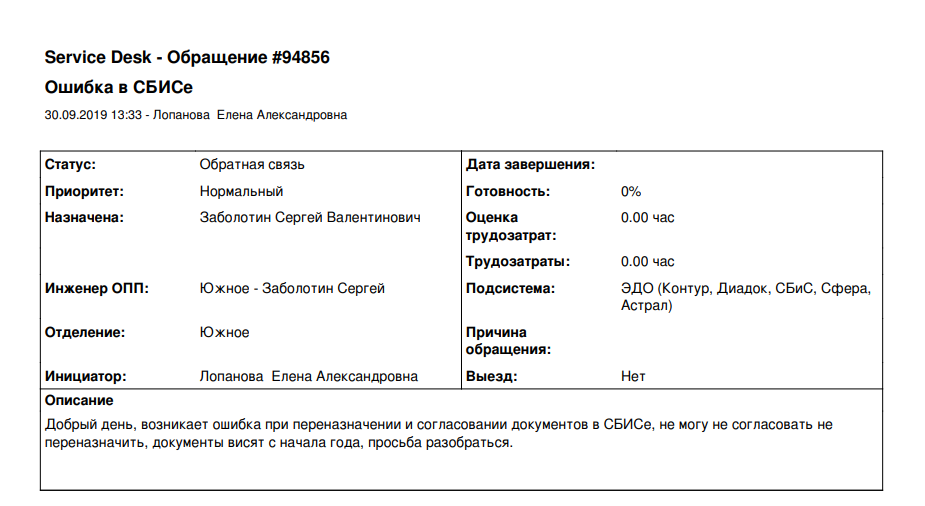 Service Desk - Обращение #94856
Ошибка в СБИСе
30.09.2019 13:33 - Лопанова Елена Александровна
Статус: Обратная связь Дата завершения:
Приоритет: Нормальный Готовность: 0%
Назначена: Заболотин Сергей Валентинович Оценка трудозатрат: 0.00 час
Трудозатраты: 0.00 час
Инженер ОПП: Южное - Заболотин Сергей Подсистема: ЭДО (Контур, Диадок, СБиС, Сфера, Астрал)
Отделение: Южное Причина обращения:
Инициатор: Лопанова Елена Александровна Выезд: Нет
Описание
Добрый день, возникает ошибка при переназначении и согласовании документов в СБИСе, не могу не согласовать не
переназначить, документы висят с начала года, просьба разобраться.